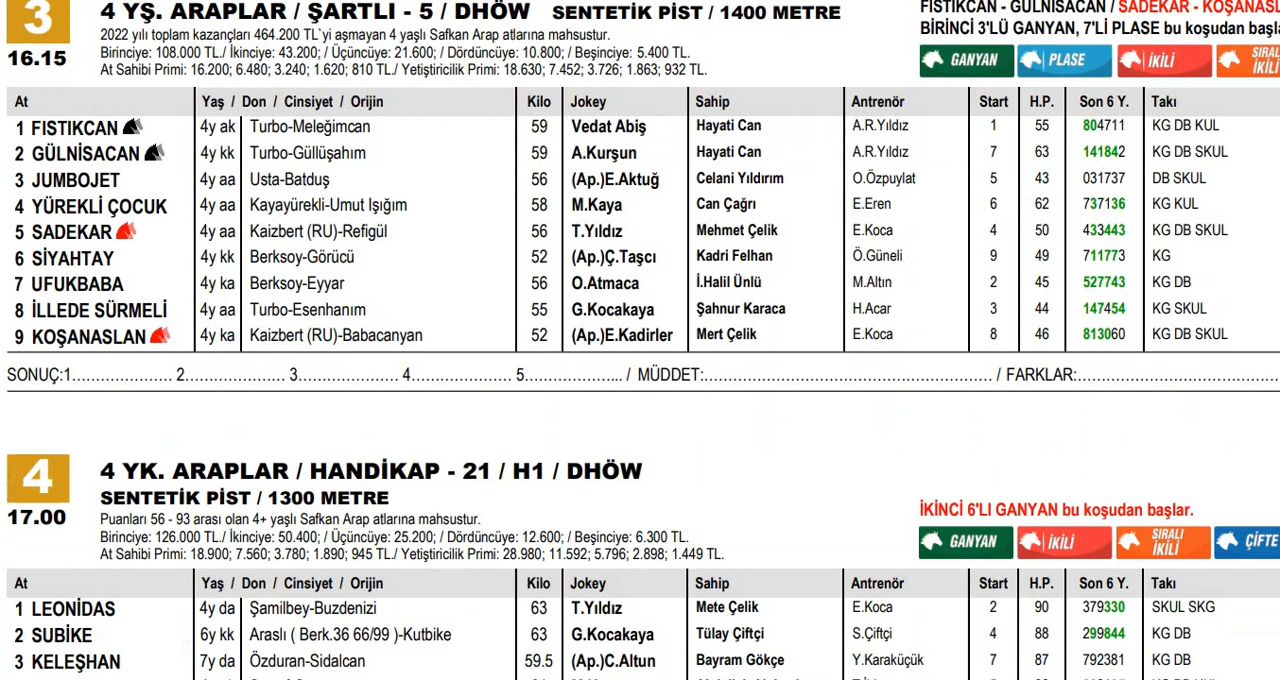 3
16.15
4 YŞ. ARAPLAR / ŞARTLI - 5 / DHÖW SENTETİK PİST / 1400 METRE
2022 yılı toplam kazançları 464.200 TL`yi aşmayan 4 yaşlı Safkan Arap atlarına mahsustur.
Birinciye: 108.000 TL./ İkinciye: 43.200; / Üçüncüye: 21.600; / Dördüncüye: 10.800; / Beşinciye: 5.400 TL.
At Sahibi Primi: 16.200; 6.480; 3.240; 1.620; 810 TL./ Yetiştiricilik Primi: 18.630; 7.452; 3.726; 1.863; 932 TL.
FISTIKCAN - GÜLNİSACAN / SADEKAR - KOŞANASL
BİRİNCİ 3'LÜ GANYAN, 7'Lİ PLASE bu koşudan başla
GANYAN PLASE İKİLİ SIRAL İKİLİ
At Yaş / Don / Cinsiyet / Orijin Kilo Jokey Sahip Antrenör Start H.P. Son 6 Y. Takı
1 FISTIKCAN 4y ak Turbo-Meleğimcan 59 Vedat Abiş Hayati Can A.R.Yıldız 1 55 804711 KG DB KUL
2 GÜLNİSACAN 4y kk Turbo-Güllüşahım 59 A.Kurşun Hayati Can A.R.Yıldız 7 63 141842 KG DB SKUL
3 JUMBOJET 4y aa Usta-Batduş 56 (Ap.)E.Aktuğ Celani Yıldırım O.Özpuylat 5 43 031737 DB SKUL
4 YÜREKLİ ÇOCUK 4y aa Kayayürekli-Umut Işığım 58 M.Kaya Can Çağrı E.Eren 6 62 737136 KG KUL
5 SADEKAR 4y aa Kaizbert (RU)-Refigül 56 T.Yıldız Mehmet Çelik E.Koca 4 50 433443 KG DB SKUL
6 SİYAHTAY 4y kk Berksoy-Görücü 52 (Ap.)Ç.Taşcı Kadri Felhan Ö.Güneli 9 49 711773 KG
7 UFUKBABA 4y ka Berksoy-Eyyar 56 O.Atmaca İ.Halil Ünlü M.Altın 2 45 527743 KG DB
8 İLLEDE SÜRMELİ 4y aa Turbo-Esenhanım 55 G.Kocakaya Şahnur Karaca H.Acar 3 44 147454 KG SKUL
9 KOŞANASLAN 4y ka Kaizbert (RU)-Babacanyan 52 (Ap.)E.Kadirler Mert Çelik E.Koca 8 46 813060 KG DB SKUL
SONUÇ:1........................ 2....................... 3......................... 4....................... 5...................... / MÜDDET:................................................................ / FARKLAR:.............................................
4
17.00
4 YK. ARAPLAR / HANDİKAP - 21 / H1 / DHÖW
SENTETİK PİST / 1300 METRE
Puanları 56 - 93 arası olan 4+ yaşlı Safkan Arap atlarına mahsustur.
Birinciye: 126.000 TL./ İkinciye: 50.400; / Üçüncüye: 25.200; / Dördüncüye: 12.600; / Beşinciye: 6.300 TL.
At Sahibi Primi: 18.900; 7.560; 3.780; 1.890; 945 TL./ Yetiştiricilik Primi: 28.980; 11.592; 5.796; 2.898; 1.449 TL.
İKİNCİ 6'LI GANYAN bu koşudan başlar.
GANYAN İKİLİ SIRALI İKİLİ ÇİFTE
At Yaş / Don / Cinsiyet / Orijin Kilo Jokey Sahip Antrenör Start H.P. Son 6 Y. Takı
1 LEONİDAS 4y da Şamilbey-Buzdenizi 63 T.Yıldız Mete Çelik E.Koca 2 90 379330 SKUL SKG
2 SUBİKE 6y kk Araslı ( Berk.36 66/99 )-Kutbike 63 G.Kocakaya Tülay Çiftçi S.Çiftçi 4 88 299844 KG DB
3 KELEŞHAN 7y da Özduran-Sidalcan 59.5 (Ap.)C.Altun Bayram Gökçe Y.Karaküçük 7 87 792381 KG DB